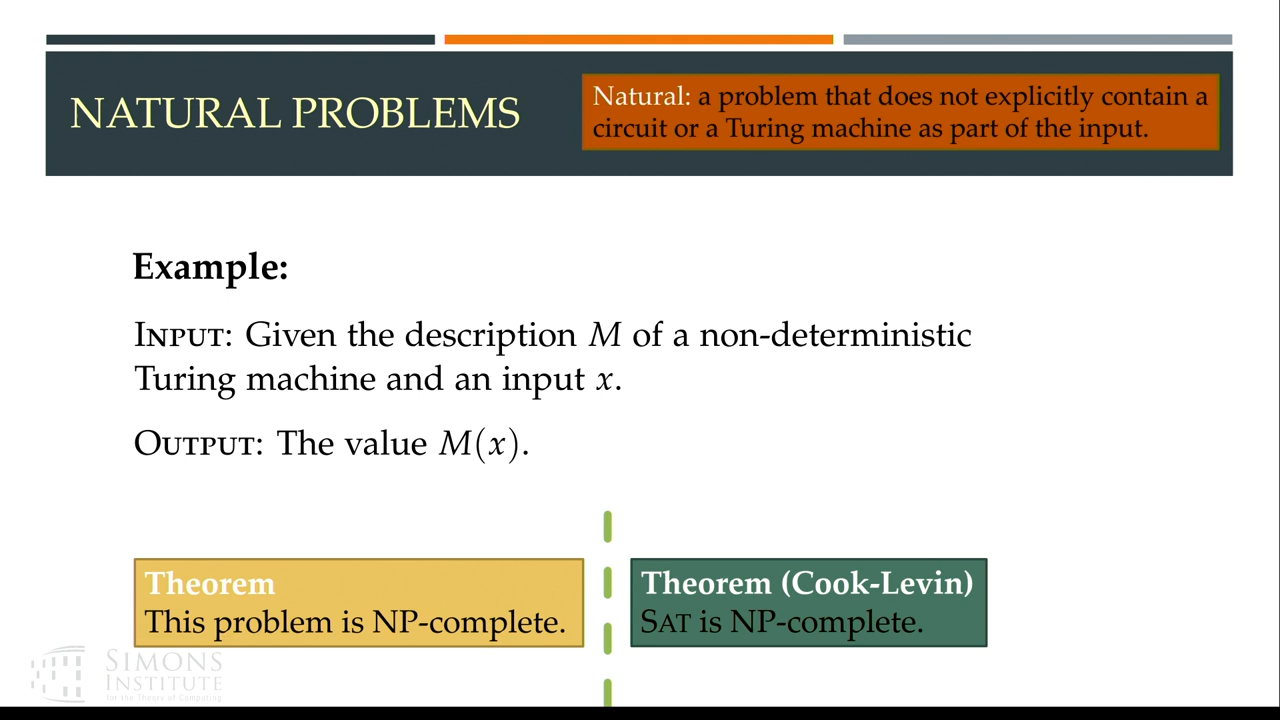 NATURAL PROBLEMS
Natural: a problem that does not explicitly contain a
circuit or a Turing machine as part of the input.
Example:
INPUT: Given the description M of a non-deterministic
Turing machine and an input x.
OUTPUT: The value M(x).
Theorem
This problem is NP-complete.
Theorem (Cook-Levin)
SAT is NP-complete.
SIMONS
INSTITUTE
for the Theory of Computing